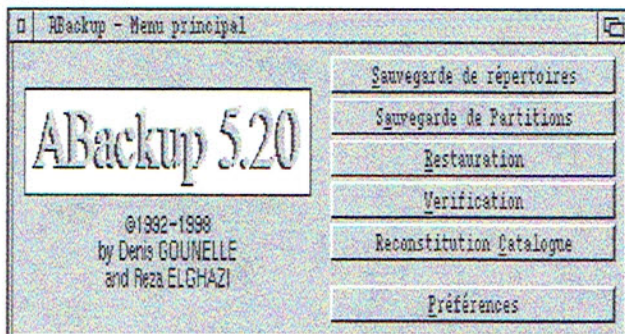 ABackup - Menu principal
ABackup 5.20
©1992-1998
by Denis GOUNELLE
and Reza ELGHAZI
Sauvegarde de répertoires
Sauvegarde de Partitions
Restauration
Verification
Reconstitution Catalogue
Préférences